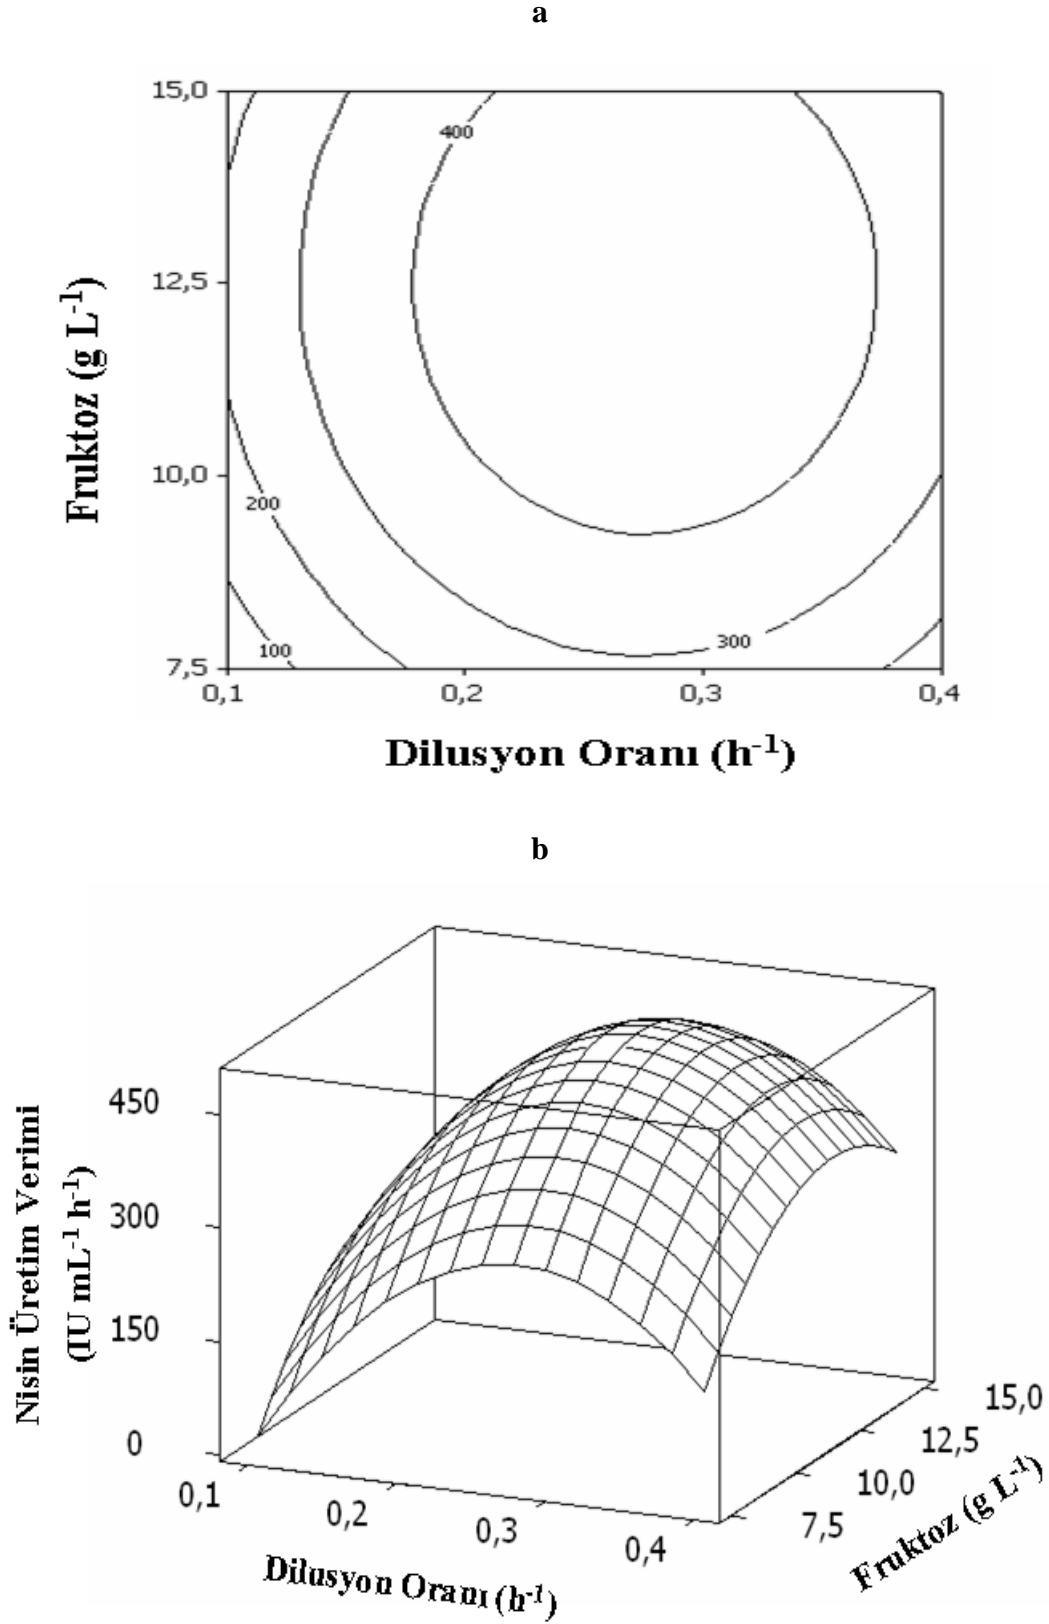 a
15,0
12,5
10,0
7,5
400
200
100
300
0,1 0,2 0,3 0,4
Fruktoz (g L-1)
Dilusyon Oranı (h-1)
b
450
300
150
0
Nisin Üretim Verimi
(IU mL-1 h-1)
0,1
0,2
0,3
0,4
Dilusyon Oranı (h-1)
15,0
12,5
10,0
7,5
Fruktoz (g L-1)